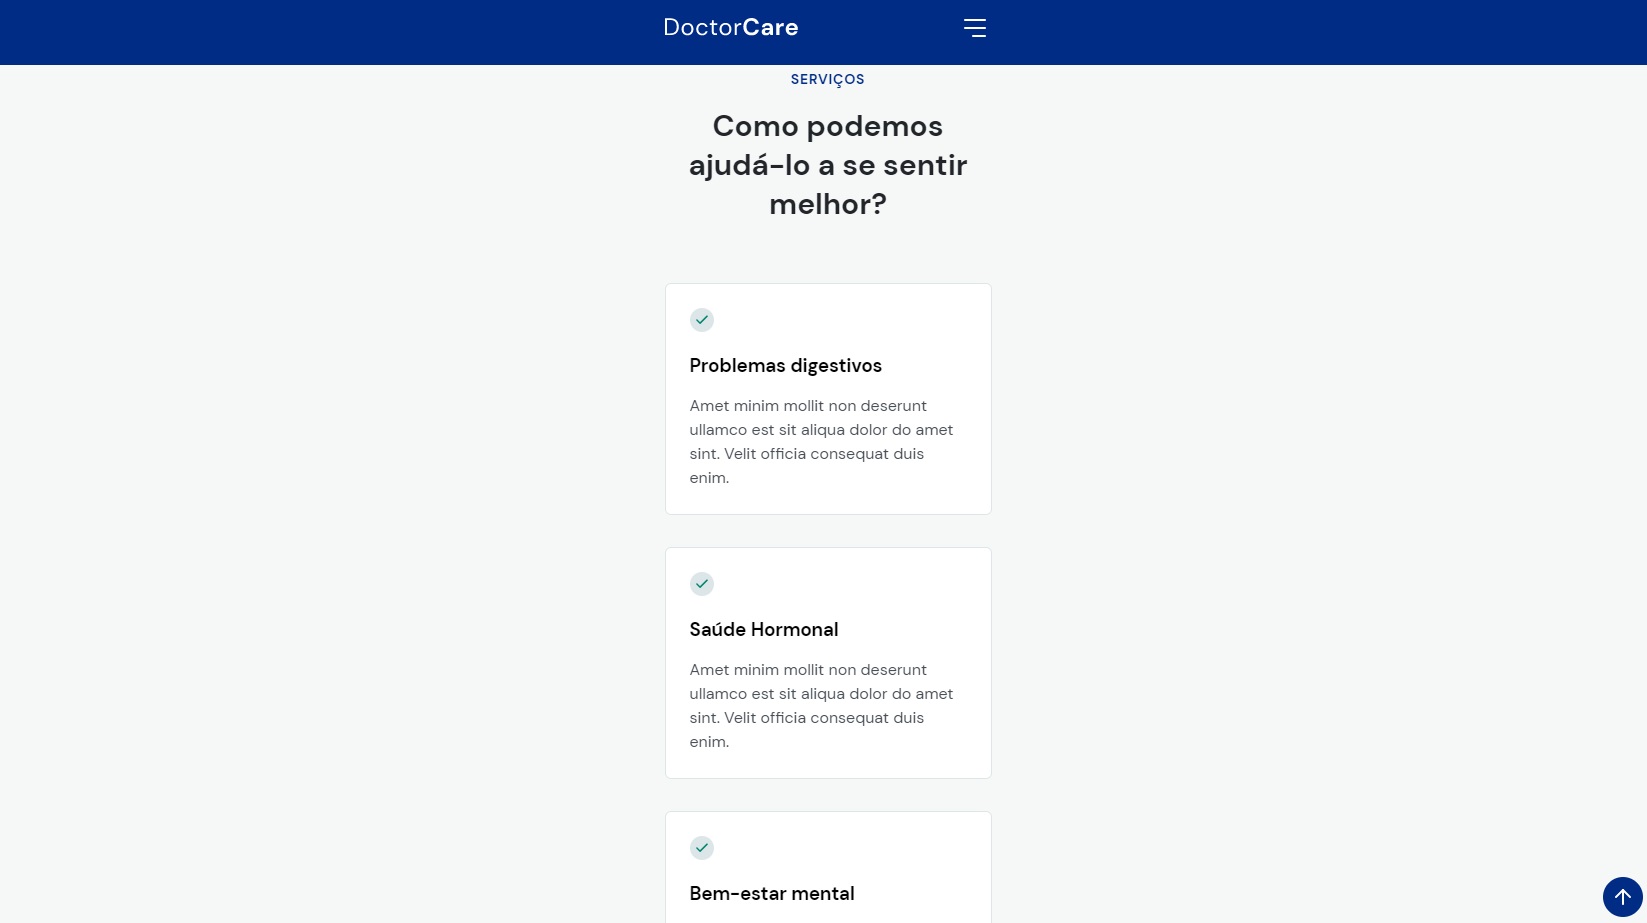 DoctorCare
SERVIÇOS
Como podemos
ajudá-lo a se sentir
melhor?
Problemas digestivos
Amet minim mollit non deserunt
ullamco est sit aliqua dolor do amet
sint. Velit officia consequat duis
enim.
Saúde Hormonal
Amet minim mollit non deserunt
ullamco est sit aliqua dolor do amet
sint. Velit officia consequat duis
enim.
Bem-estar mental